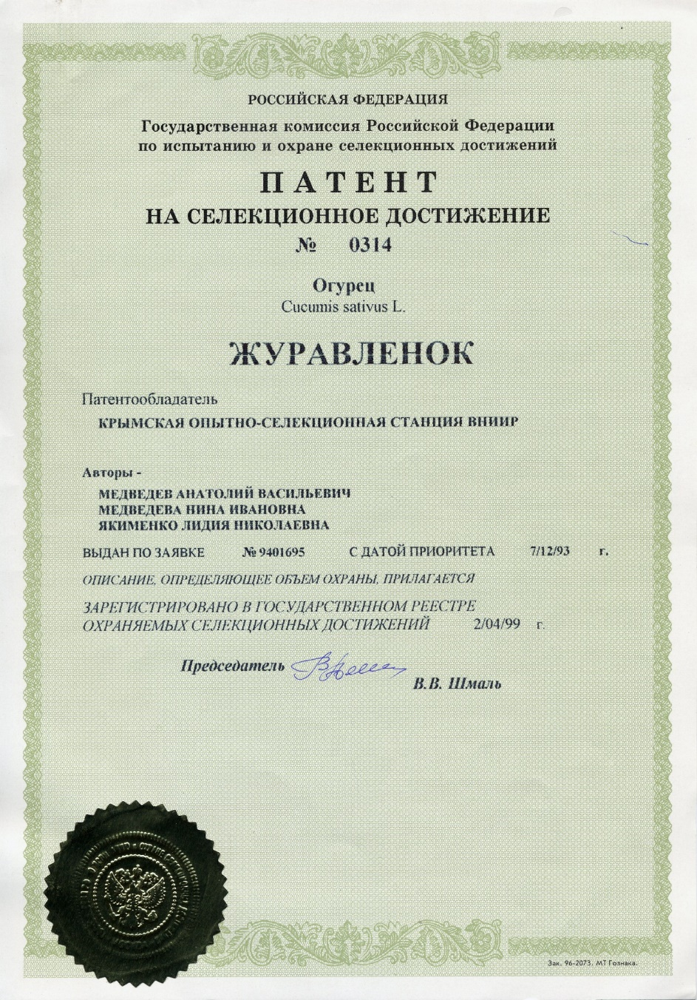 РОССИЙСКАЯ ФЕДЕРАЦИЯ
Государственная комиссия Российской Федерации
по испытанию и охране селекционных достижений
ПАТЕНТ
НА СЕЛЕКЦИОННОЕ ДОСТИЖЕНИЕ
№ 0314
Огурец
Cucumis sativus L.
ЖУРАВЛЕНОК
Патентообладатель
КРЫМСКАЯ ОПЫТНО-СЕЛЕКЦИОННАЯ СТАНЦИЯ ВНИИР
Авторы -
МЕДВЕДЕВ АНАТОЛИЙ ВАСИЛЬЕВИЧ
МЕДВЕДЕВА НИНА ИВАНОВНА
ЯКИМЕНКО ЛИДИЯ НИКОЛАЕВНА
ВЫДАН ПО ЗАЯВКЕ № 9401695 С ДАТОЙ ПРИОРИТЕТА 7/12/93 г.
ОПИСАНИЕ, ОПРЕДЕЛЯЮЩЕЕ ОБЪЕМ ОХРАНЫ, ПРИЛАГАЕТСЯ
ЗАРЕГИСТРИРОВАНО В ГОСУДАРСТВЕННОМ РЕЕСТРЕ
ОХРАНЯЕМЫХ СЕЛЕКЦИОННЫХ ДОСТИЖЕНИЙ 2/04/99 г.
Председатель
В.В. Шмаль
Зак. 96-2073. МТ Гознака.